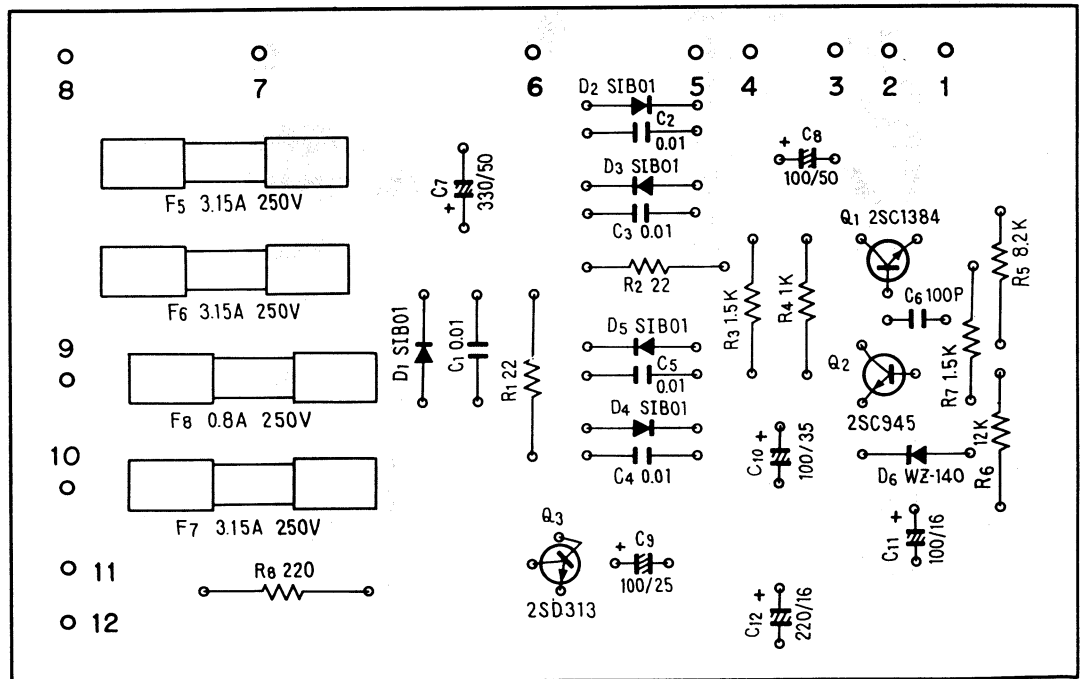 8
7
6
5
4
3
2
1
D2 SIB01
C2
0.01
F5 3.15A 250V
C7
330/50
+
D3 SIB01
C3 0.01
+
C8
100/50
Q1 2SC1384
R5 8.2K
R2 22
F6 3.15A 250V
D1 SIB01
C1 0.01
R1 22
R3 1.5K
R4 1K
C6 100P
R7 1.5K
9
D5 SIB01
C5
0.01
Q2
2SC945
F8 0.8A 250V
D4 SIB01
C4 0.01
10
C10
+
100/35
12K
R6
D6 WZ-140
F7 3.15A 250V
C11
+
100/16
Q3
2SD313
+
C9
100/25
11
R8 220
12
C12
+
220/16